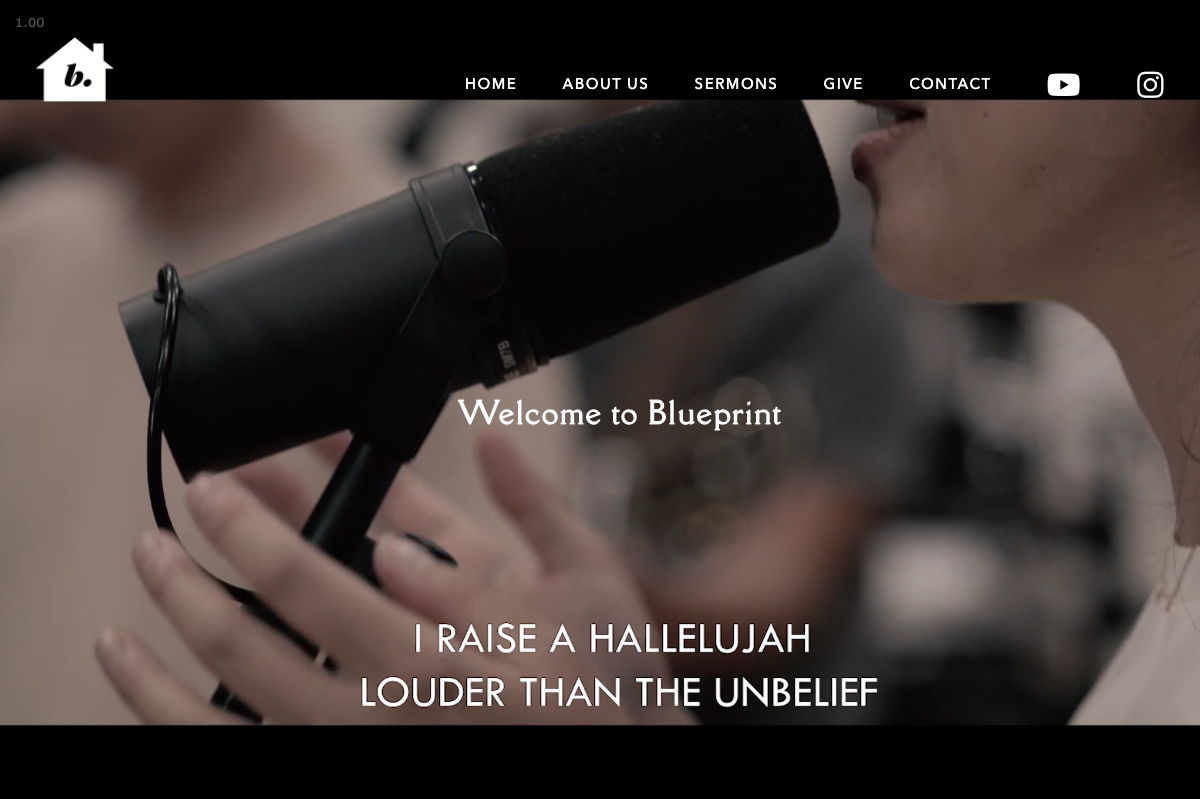 1.00
b.
HOME ABOUT US SERMONS GIVE CONTACT
Welcome to Blueprint
I RAISE A HALLELUJAH
LOUDER THAN THE UNBELIEF